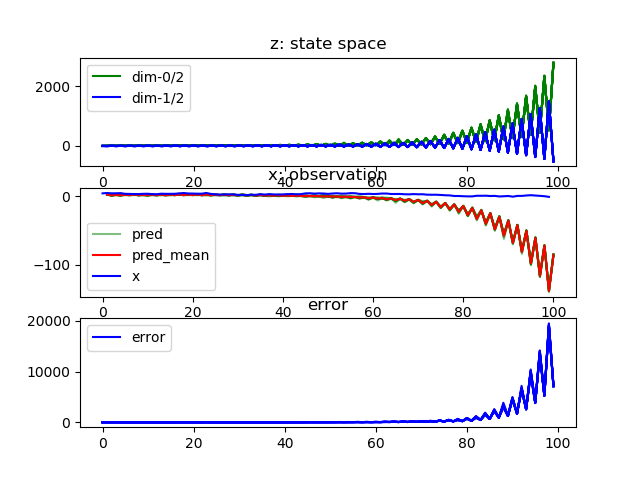 z: state space
2000
0
dim-0/2
dim-1/2
0 20 40 60 80 100
x: observation
0
−100
pred
pred_mean
x
0 20 40 60 80 100
error
20000
10000
0
error
0 20 40 60 80 100